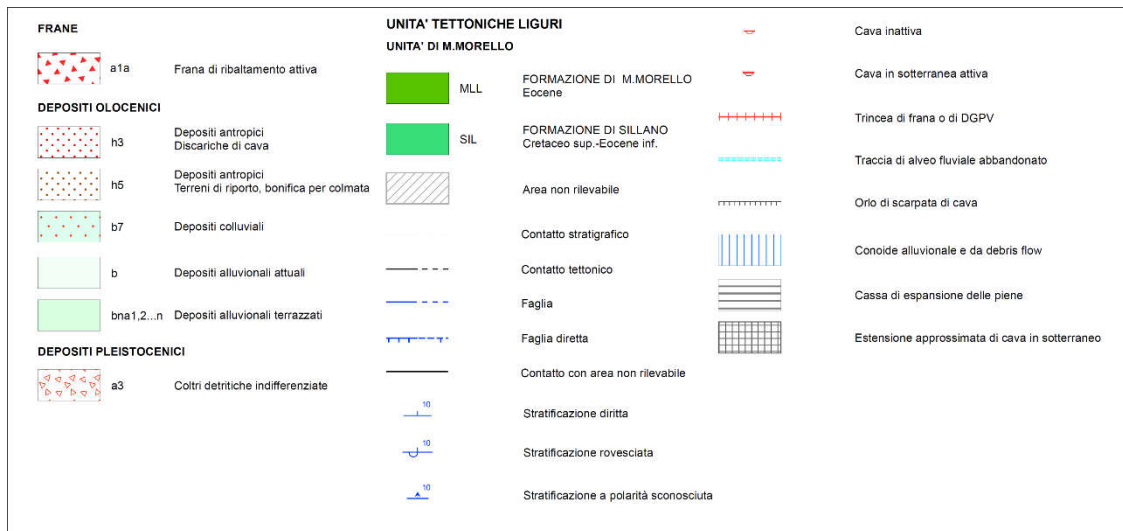 FRANE
a1a Frana di ribaltamento attiva
DEPOSITI OLOCENICI
h3 Depositi antropici
Discariche di cava
h5 Depositi antropici
Terreni di riporto, bonifica per colmata
b7 Depositi colluviali
b Depositi alluvionali attuali
bna1,2...n Depositi alluvionali terrazzati
DEPOSITI PLEISTOCENICI
a3 Coltri detritiche indifferenziate
UNITA' TETTONICHE LIGURI
UNITA' DI M.MORELLO
MLL FORMAZIONE DI M.MORELLO
Eocene
SIL FORMAZIONE DI SILLANO
Cretaceo sup.-Eocene inf.
Area non rilevabile
Contatto stratigrafico
Contatto tettonico
Faglia
Faglia diretta
Contatto con area non rilevabile
10 Stratificazione diritta
10 Stratificazione rovesciata
10 Stratificazione a polarità sconosciuta
Cava inattiva
Cava in sotterranea attiva
Trincea di frana o di DGPV
Traccia di alveo fluviale abbandonato
Orlo di scarpata di cava
Conoide alluvionale e da debris flow
Cassa di espansione delle piene
Estensione approssimata di cava in sotterraneo